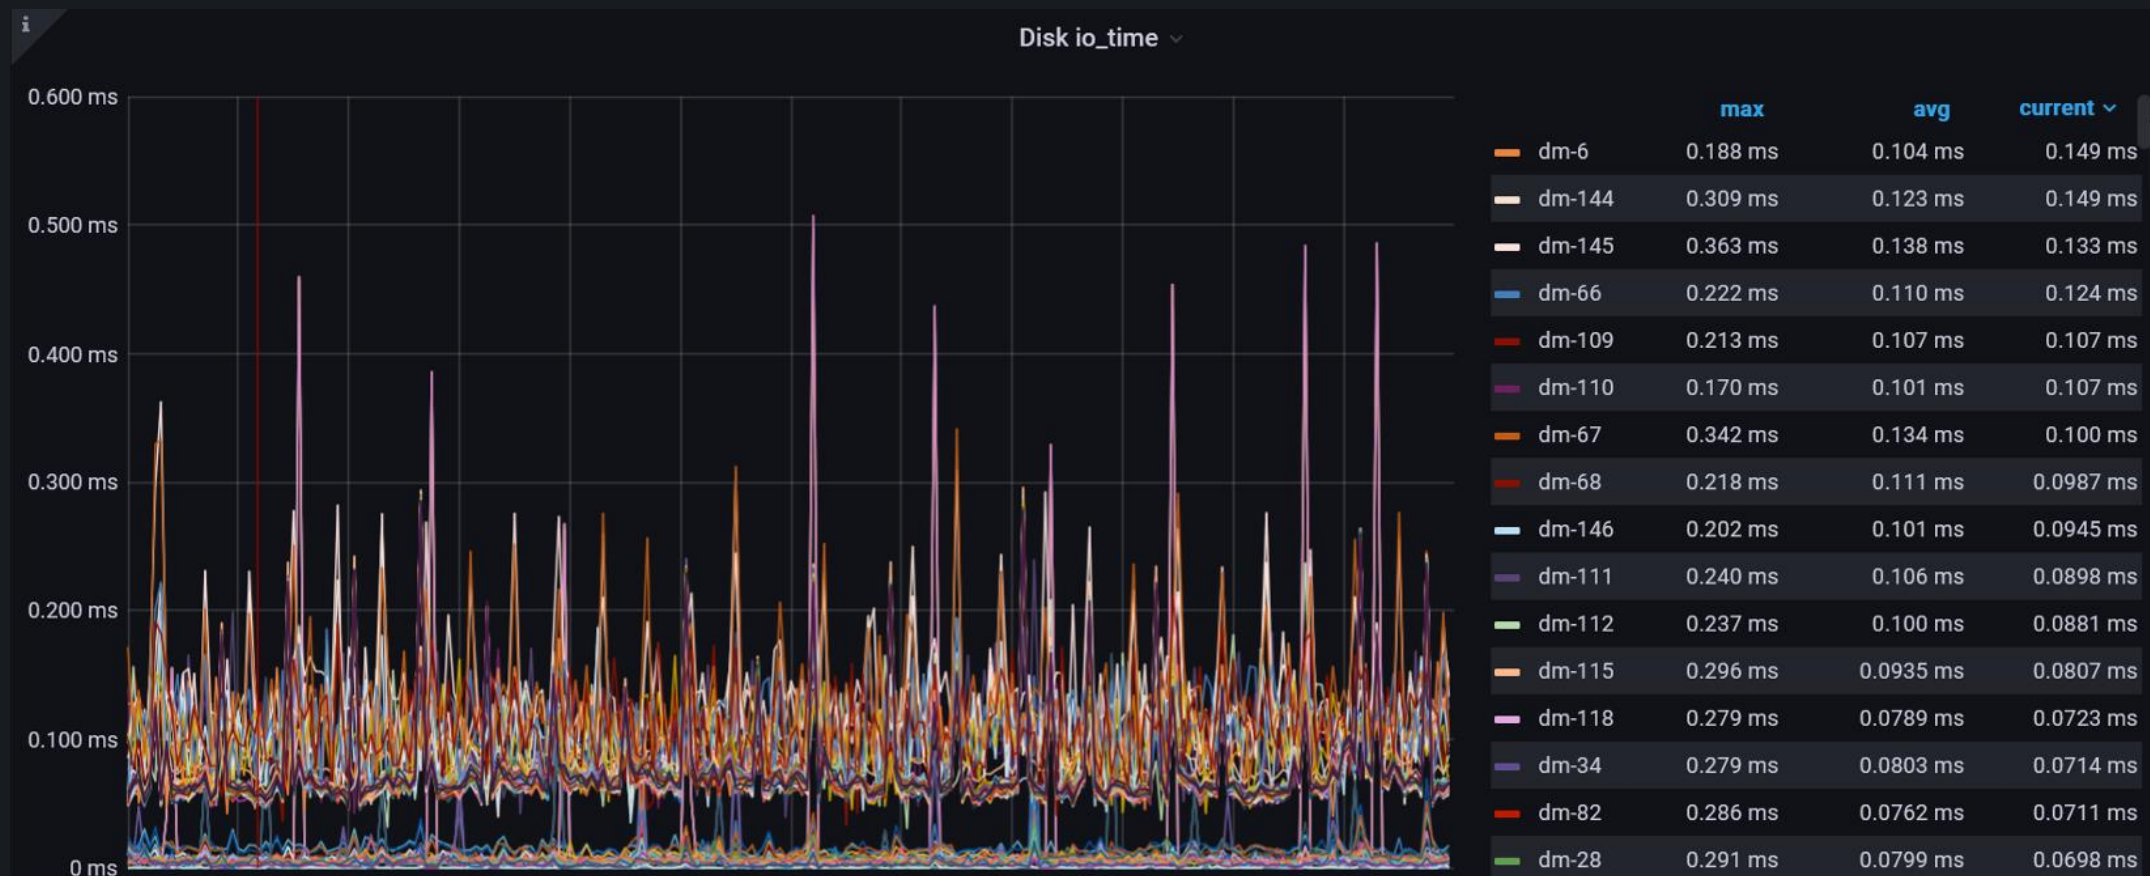 i
Disk io_time
0.600 ms
0.500 ms
0.400 ms
0.300 ms
0.200 ms
0.100 ms
0 ms
max avg current
dm-6 0.188 ms 0.104 ms 0.149 ms
dm-144 0.309 ms 0.123 ms 0.149 ms
dm-145 0.363 ms 0.138 ms 0.133 ms
dm-66 0.222 ms 0.110 ms 0.124 ms
dm-109 0.213 ms 0.107 ms 0.107 ms
dm-110 0.170 ms 0.101 ms 0.107 ms
dm-67 0.342 ms 0.134 ms 0.100 ms
dm-68 0.218 ms 0.111 ms 0.0987 ms
dm-146 0.202 ms 0.101 ms 0.0945 ms
dm-111 0.240 ms 0.106 ms 0.0898 ms
dm-112 0.237 ms 0.100 ms 0.0881 ms
dm-115 0.296 ms 0.0935 ms 0.0807 ms
dm-118 0.279 ms 0.0789 ms 0.0723 ms
dm-34 0.279 ms 0.0803 ms 0.0714 ms
dm-82 0.286 ms 0.0762 ms 0.0711 ms
dm-28 0.291 ms 0.0799 ms 0.0698 ms